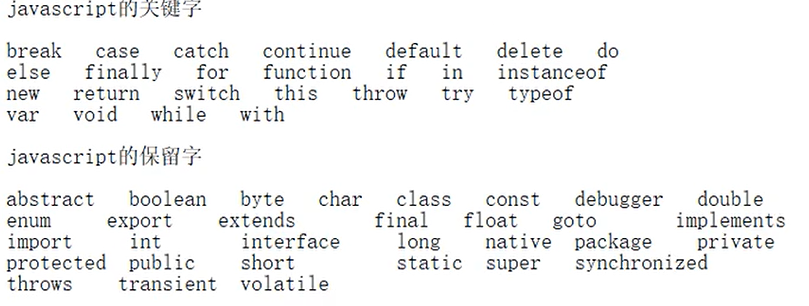 javascript的关键字
break case catch continue default delete do
else finally for function if in instanceof
new return switch this throw try typeof
var void while with
javascript的保留字
abstract boolean byte char class const debugger double
enum export extends final float goto implements
import int interface long native package private
protected public short static super synchronized
throws transient volatile